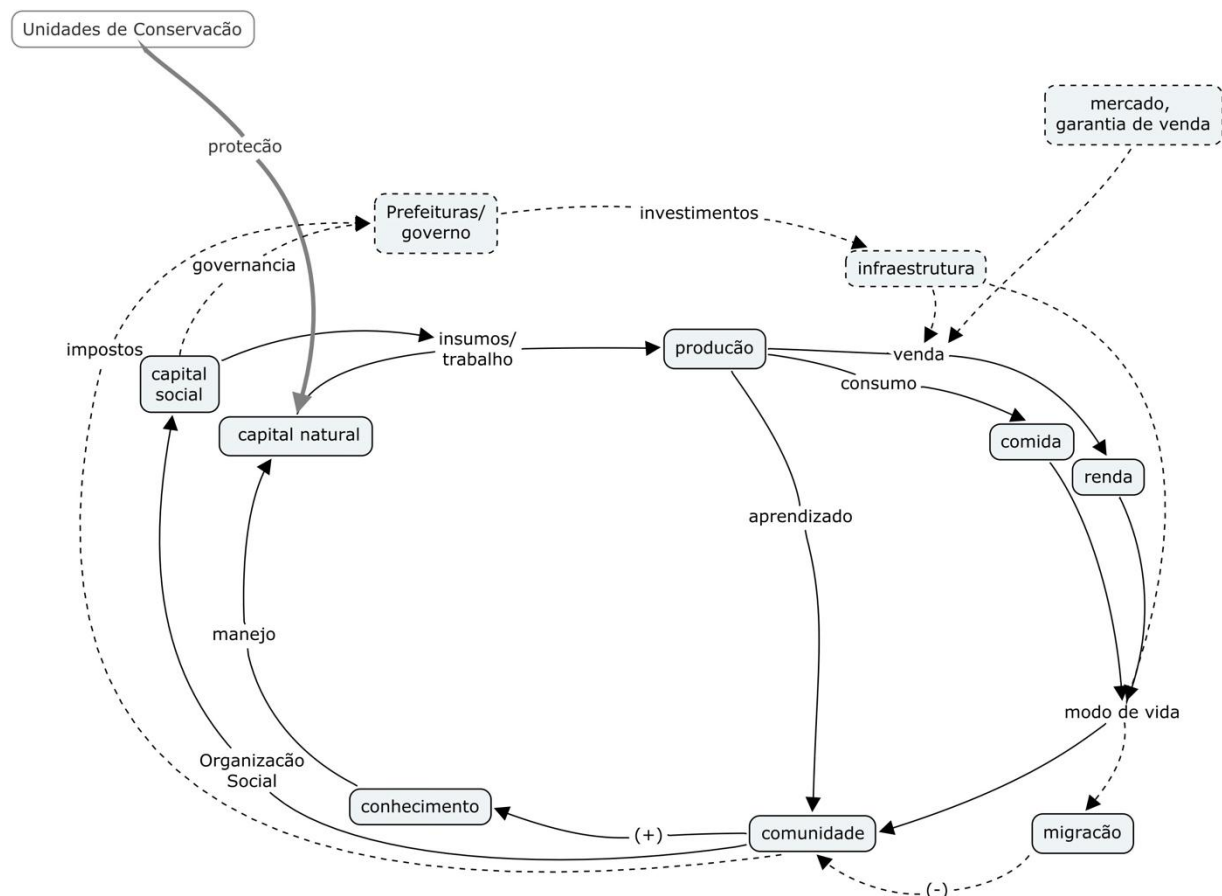 Unidades de Conservacão
mercado,
garantia de venda
protecão
Prefeituras/
governo
investimentos
governancia
infraestrutura
impostos
insumos/
trabalho
producão
venda
capital
social
consumo
capital natural
comida
renda
aprendizado
manejo
modo de vida
Organizacão
Social
conhecimento
(+)
comunidade
migracão
(-)